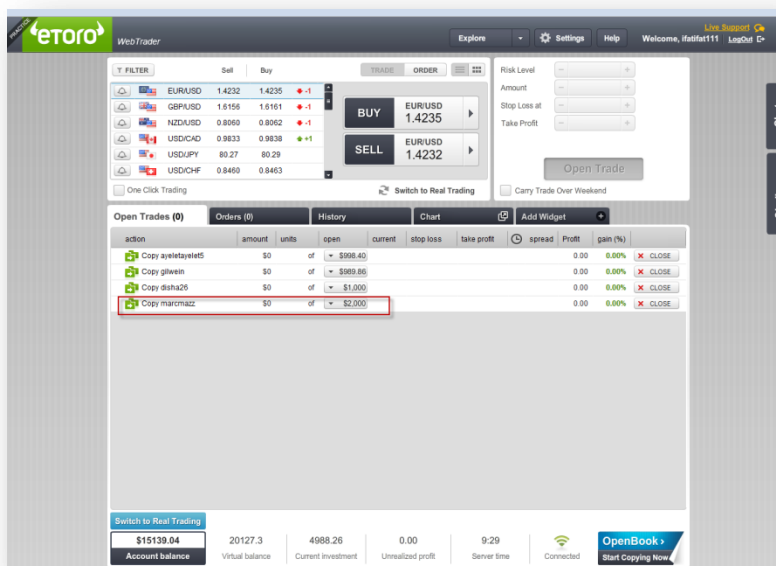 PRACTICE
eToro
WebTrader
Explore
Settings
Help
Live Support
Welcome, ifatifat111
LogOut
FILTER
Sell
Buy
TRADE
ORDER
EUR/USD 1.4232 1.4235 -1
GBP/USD 1.6156 1.6161 -1
NZD/USD 0.8060 0.8062 -1
USD/CAD 0.9833 0.9838 +1
USD/JPY 80.27 80.29
USD/CHF 0.8460 0.8463
BUY
EUR/USD
1.4235
SELL
EUR/USD
1.4232
One Click Trading
Switch to Real Trading
Risk Level
Amount
Stop Loss at
Take Profit
Open Trade
Carry Trade Over Weekend
Open Trades (0)
Orders (0)
History
Chart
Add Widget
action amount units open current stop loss take profit spread Profit gain (%)
Copy ayeletayelet5 $0 of $998.40 0.00 0.00% CLOSE
Copy gilwein $0 of $989.86 0.00 0.00% CLOSE
Copy disha26 $0 of $1,000 0.00 0.00% CLOSE
Copy marcmazz $0 of $2,000 0.00 0.00% CLOSE
Switch to Real Trading
$15139.04
Account balance
20127.3
Virtual balance
4988.26
Current investment
0.00
Unrealized profit
9:29
Server time
Connected
OpenBook ›
Start Copying Now